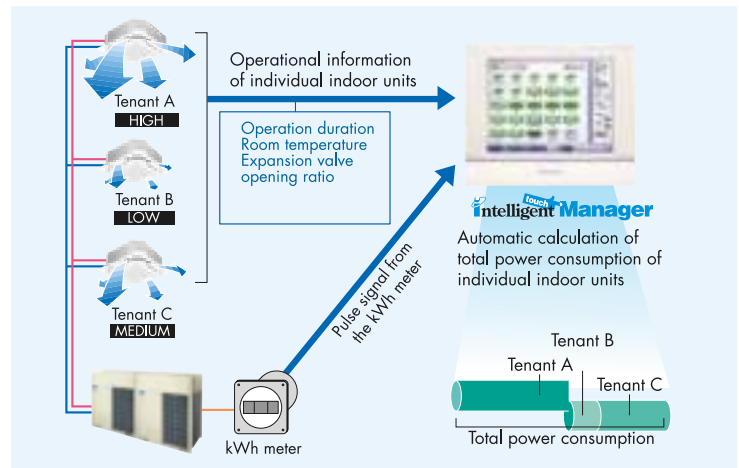 Tenant A
HIGH
Tenant B
LOW
Tenant C
MEDIUM
Operational information
of individual indoor units
Operation duration
Room temperature
Expansion valve
opening ratio
Pulse signal from
the kWh meter
kWh meter
touch
intelligent Manager
Automatic calculation of
total power consumption of
individual indoor units
Tenant B
Tenant A
Tenant C
Total power consumption